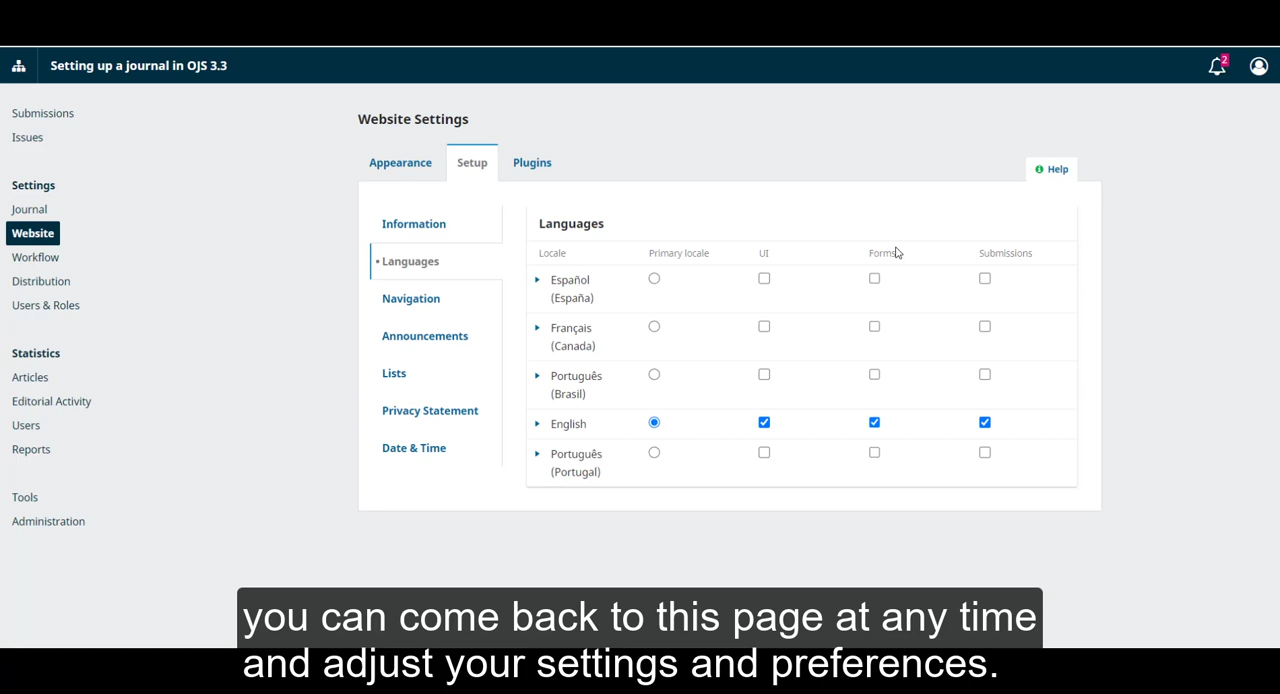 Setting up a journal in OJS 3.3
2
Submissions
Issues
Settings
Journal
Website
Workflow
Distribution
Users & Roles
Statistics
Articles
Editorial Activity
Users
Reports
Tools
Administration
Website Settings
Appearance Setup Plugins
Help
Information
• Languages
Navigation
Announcements
Lists
Privacy Statement
Date & Time
Languages
Locale Primary locale UI Forms Submissions
Español
(España)
Français
(Canada)
Português
(Brasil)
English
Português
(Portugal)
you can come back to this page at any time
and adjust your settings and preferences.